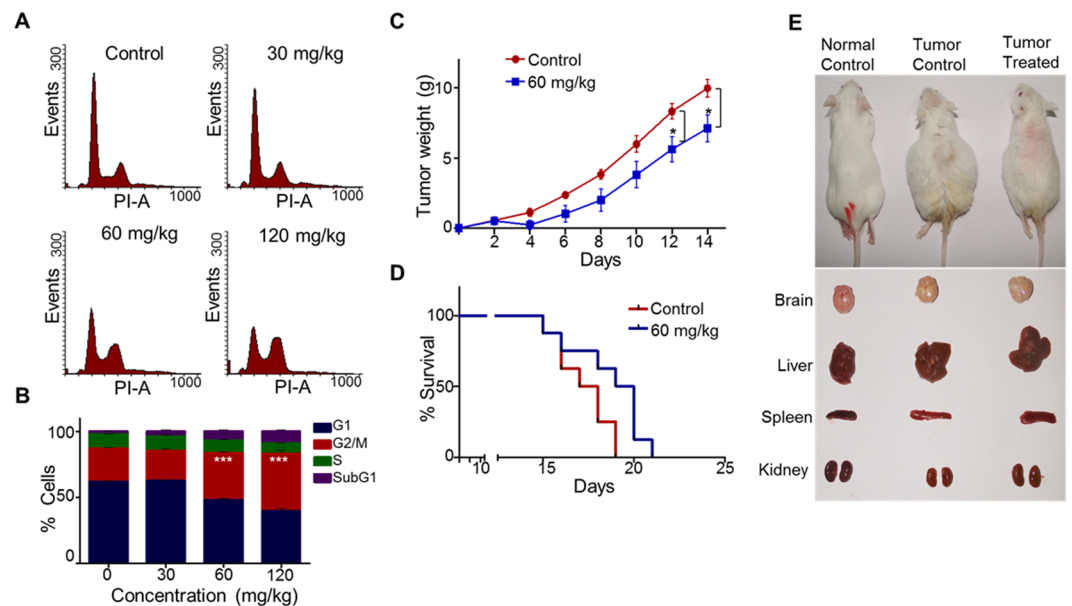 A
Control
300
Events
1000
PI-A
30 mg/kg
300
Events
1000
PI-A
60 mg/kg
300
Events
1000
PI-A
120 mg/kg
300
Events
1000
PI-A
B
100
50
0
% Cells
***
***
G1
G2/M
S
SubG1
0 30 60 120
Concentration (mg/kg)
C
Control
60 mg/kg
Tumor weight (g)
10
5
0
*
*
2 4 6 8 10 12 14
Days
D
Control
60 mg/kg
% Survival
100
50
0
10 15 20 25
Days
E
Normal
Control
Tumor
Control
Tumor
Treated
Brain
Liver
Spleen
Kidney